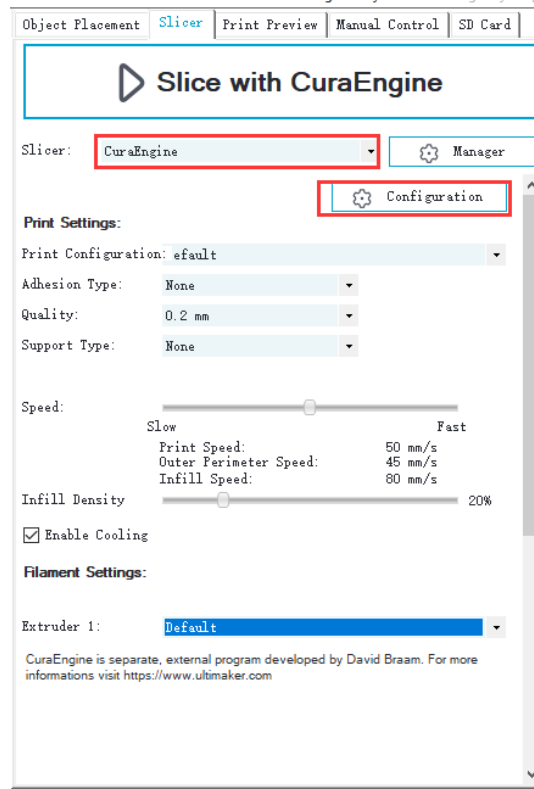 Object Placement Slicer Print Preview Manual Control SD Card
Slice with CuraEngine
Slicer: CuraEngine Manager
Configuration
Print Settings:
Print Configuration: efault
Adhesion Type: None
Quality: 0.2 mm
Support Type: None
Speed:
Slow Fast
Print Speed: 50 mm/s
Outer Perimeter Speed: 45 mm/s
Infill Speed: 80 mm/s
Infill Density 20%
Enable Cooling
Filament Settings:
Extruder 1: Default
CuraEngine is separate, external program developed by David Braam. For more
informations visit https://www.ultimaker.com